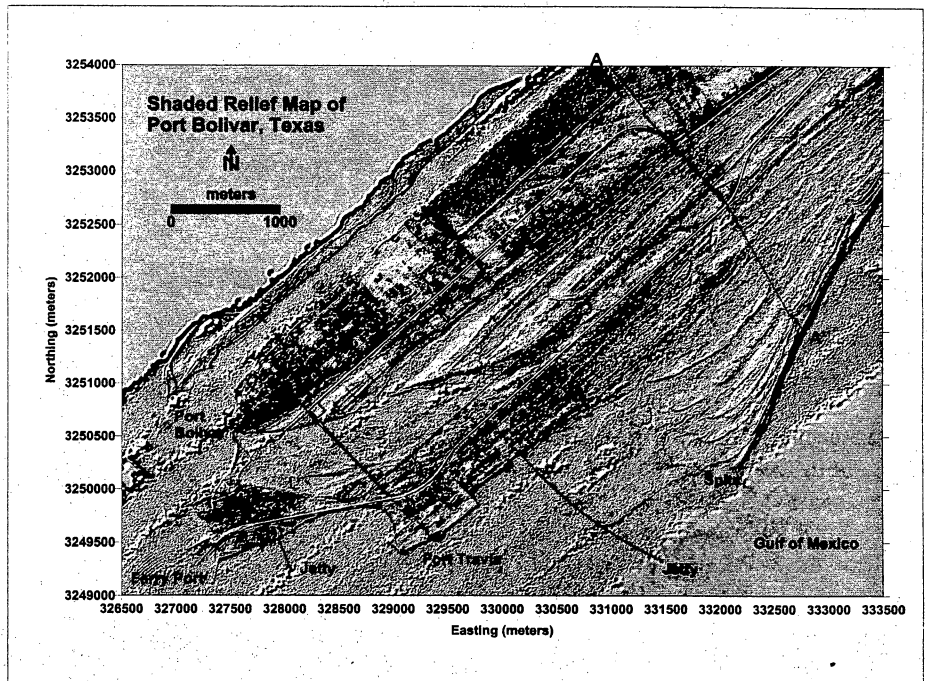 A
Shaded Relief Map of
Port Bolivar, Texas
N
meters
0 1000
3254000
3253500
3253000
3252500
3252000
3251500
3251000
3250500
3250000
3249500
3249000
Northing (meters)
A'
Port
Bolivar
Spits
Gulf of Mexico
Fort Travis
Jetty
Jetty
Ferry Port
326500 327000 327500 328000 328500 329000 329500 330000 330500 331000 331500 332000 332500 333000 333500
Easting (meters)